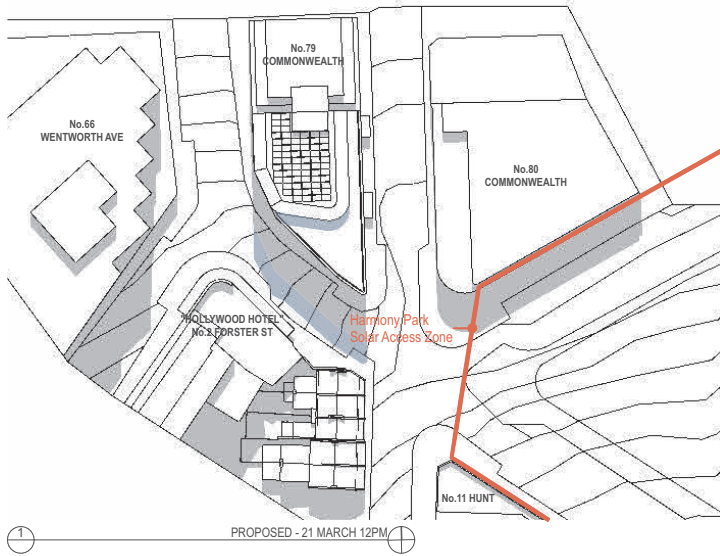 No.79
COMMONWEALTH
No.66
WENTWORTH AVE
No.80
COMMONWEALTH
"HOLLYWOOD HOTEL"
No.2 FORSTER ST
Harmony Park
Solar Access Zone
No.11 HUNT
1
PROPOSED - 21 MARCH 12PM